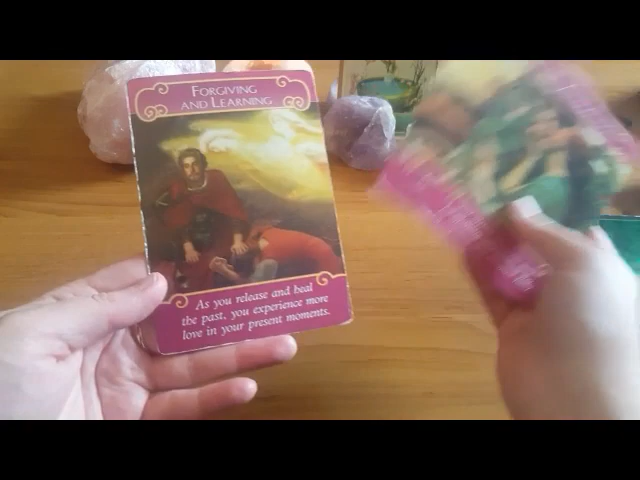 FORGIVING
AND LEARNING
As you release and heal
the past, you experience more
love in your present moments.